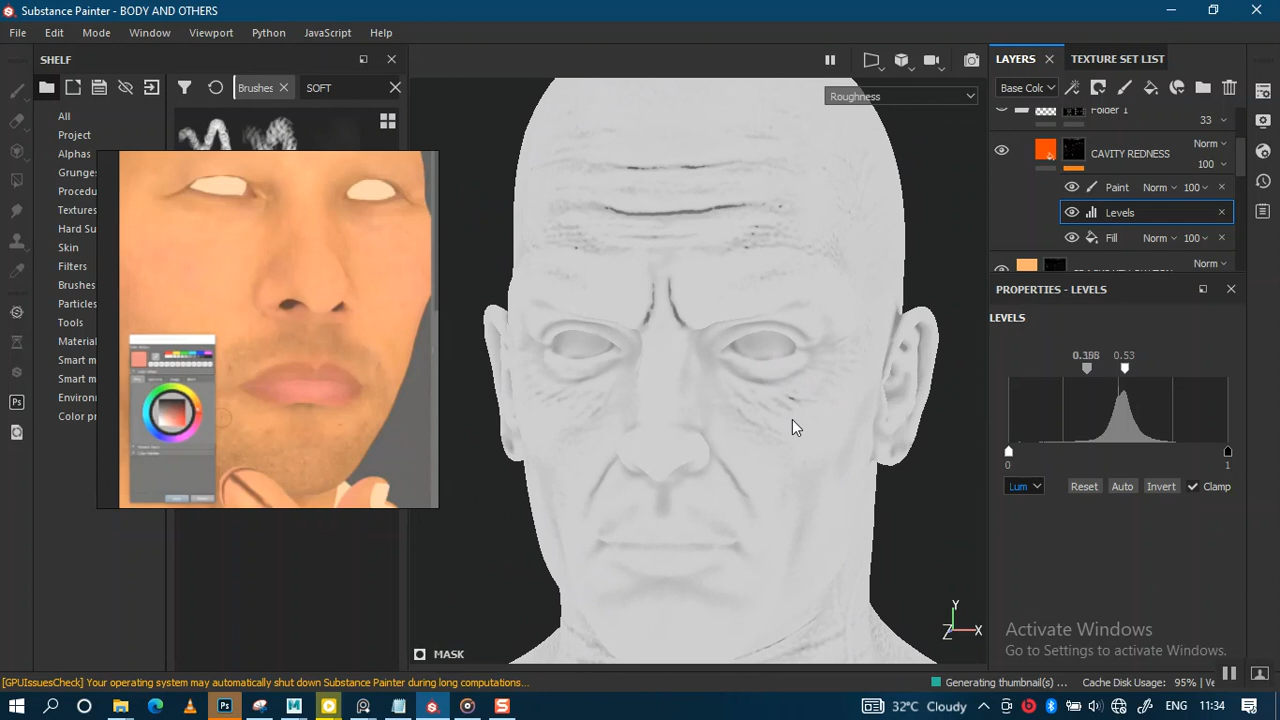 Substance Painter - BODY AND OTHERS
File Edit Mode Window Viewport Python JavaScript Help
SHELF
Brushes
SOFT
All
Project
Alphas
Grunges
Procedu
Textures
Hard Su
Skin
Filters
Brushes
Particles
Tools
Material
Smart m
Smart m
Environ
Color pr
Roughness
MASK
Y
Z X
LAYERS
TEXTURE SET LIST
Base Colo
Folder 1
33
CAVITY REDNESS
Norm
100
Paint Norm 100
Levels
Fill Norm 100
Norm
PROPERTIES - LEVELS
LEVELS
0.53
0 1
Lum Reset Auto Invert Clamp
Activate Windows
Go to Settings to activate Windows.
[GPUIssuesCheck] Your operating system may automatically shut down Substance Painter during long computations...
Generating thumbnail(s) ...
Cache Disk Usage: 95% | Ve
Ps
32°C Cloudy
11:34